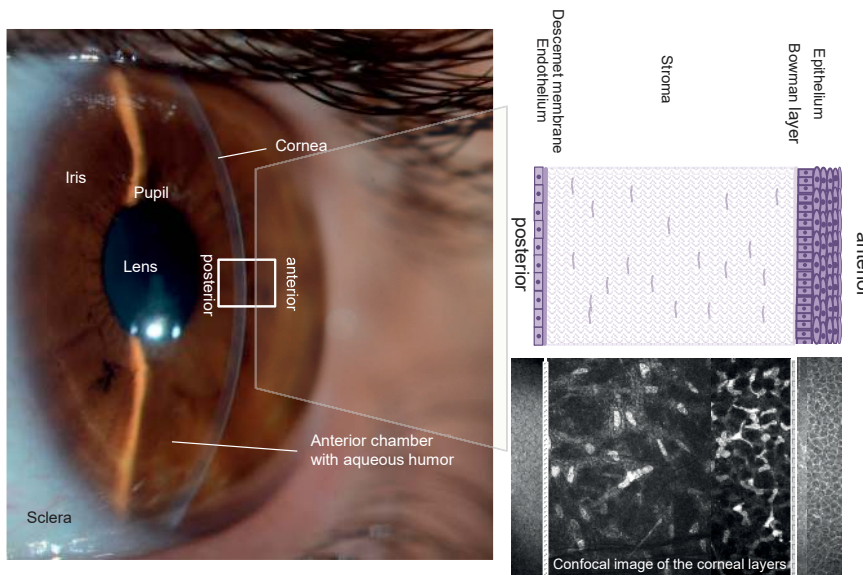 Descemet membrane
Endothelium
Stroma
Bowman layer
Epithelium
Cornea
Iris
Pupil
Lens
posterior
anterior
Anterior chamber
with aqueous humor
Sclera
posterior
anterior
Confocal image of the corneal layers